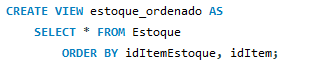 CREATE VIEW estoque_ordenado AS
SELECT * FROM Estoque
ORDER BY idItemEstoque, idItem;